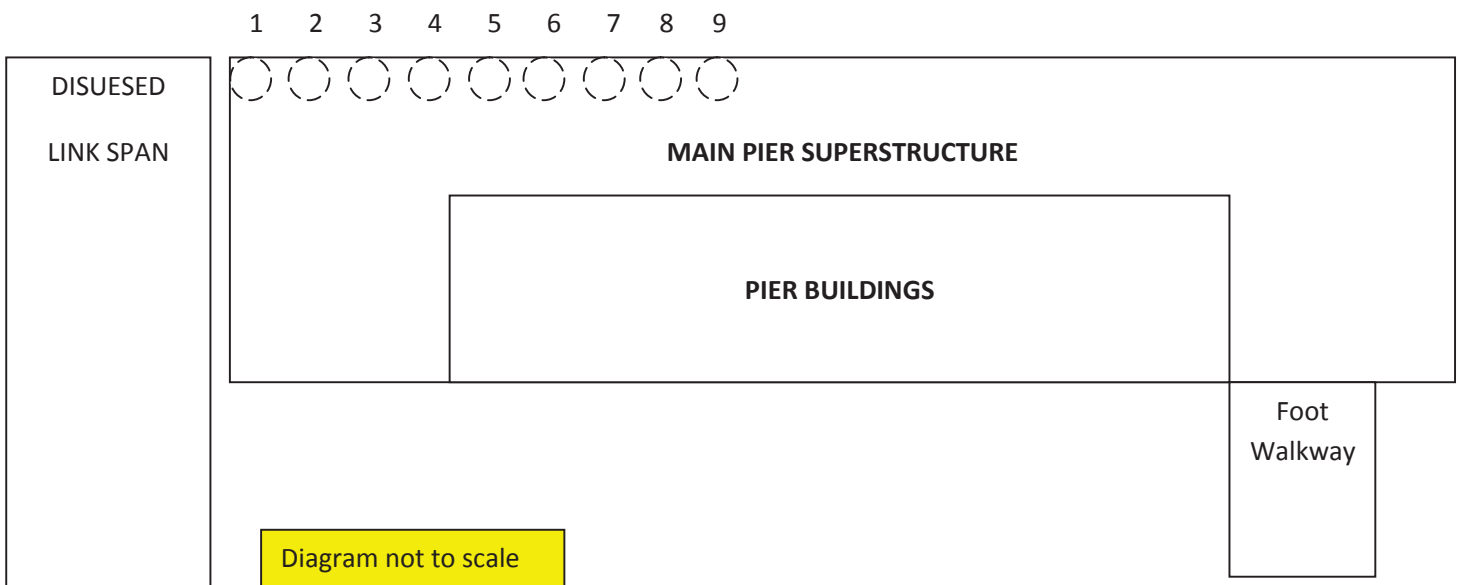 1 2 3 4 5 6 7 8 9
DISUESED
LINK SPAN
MAIN PIER SUPERSTRUCTURE
PIER BUILDINGS
Foot
Walkway
Diagram not to scale